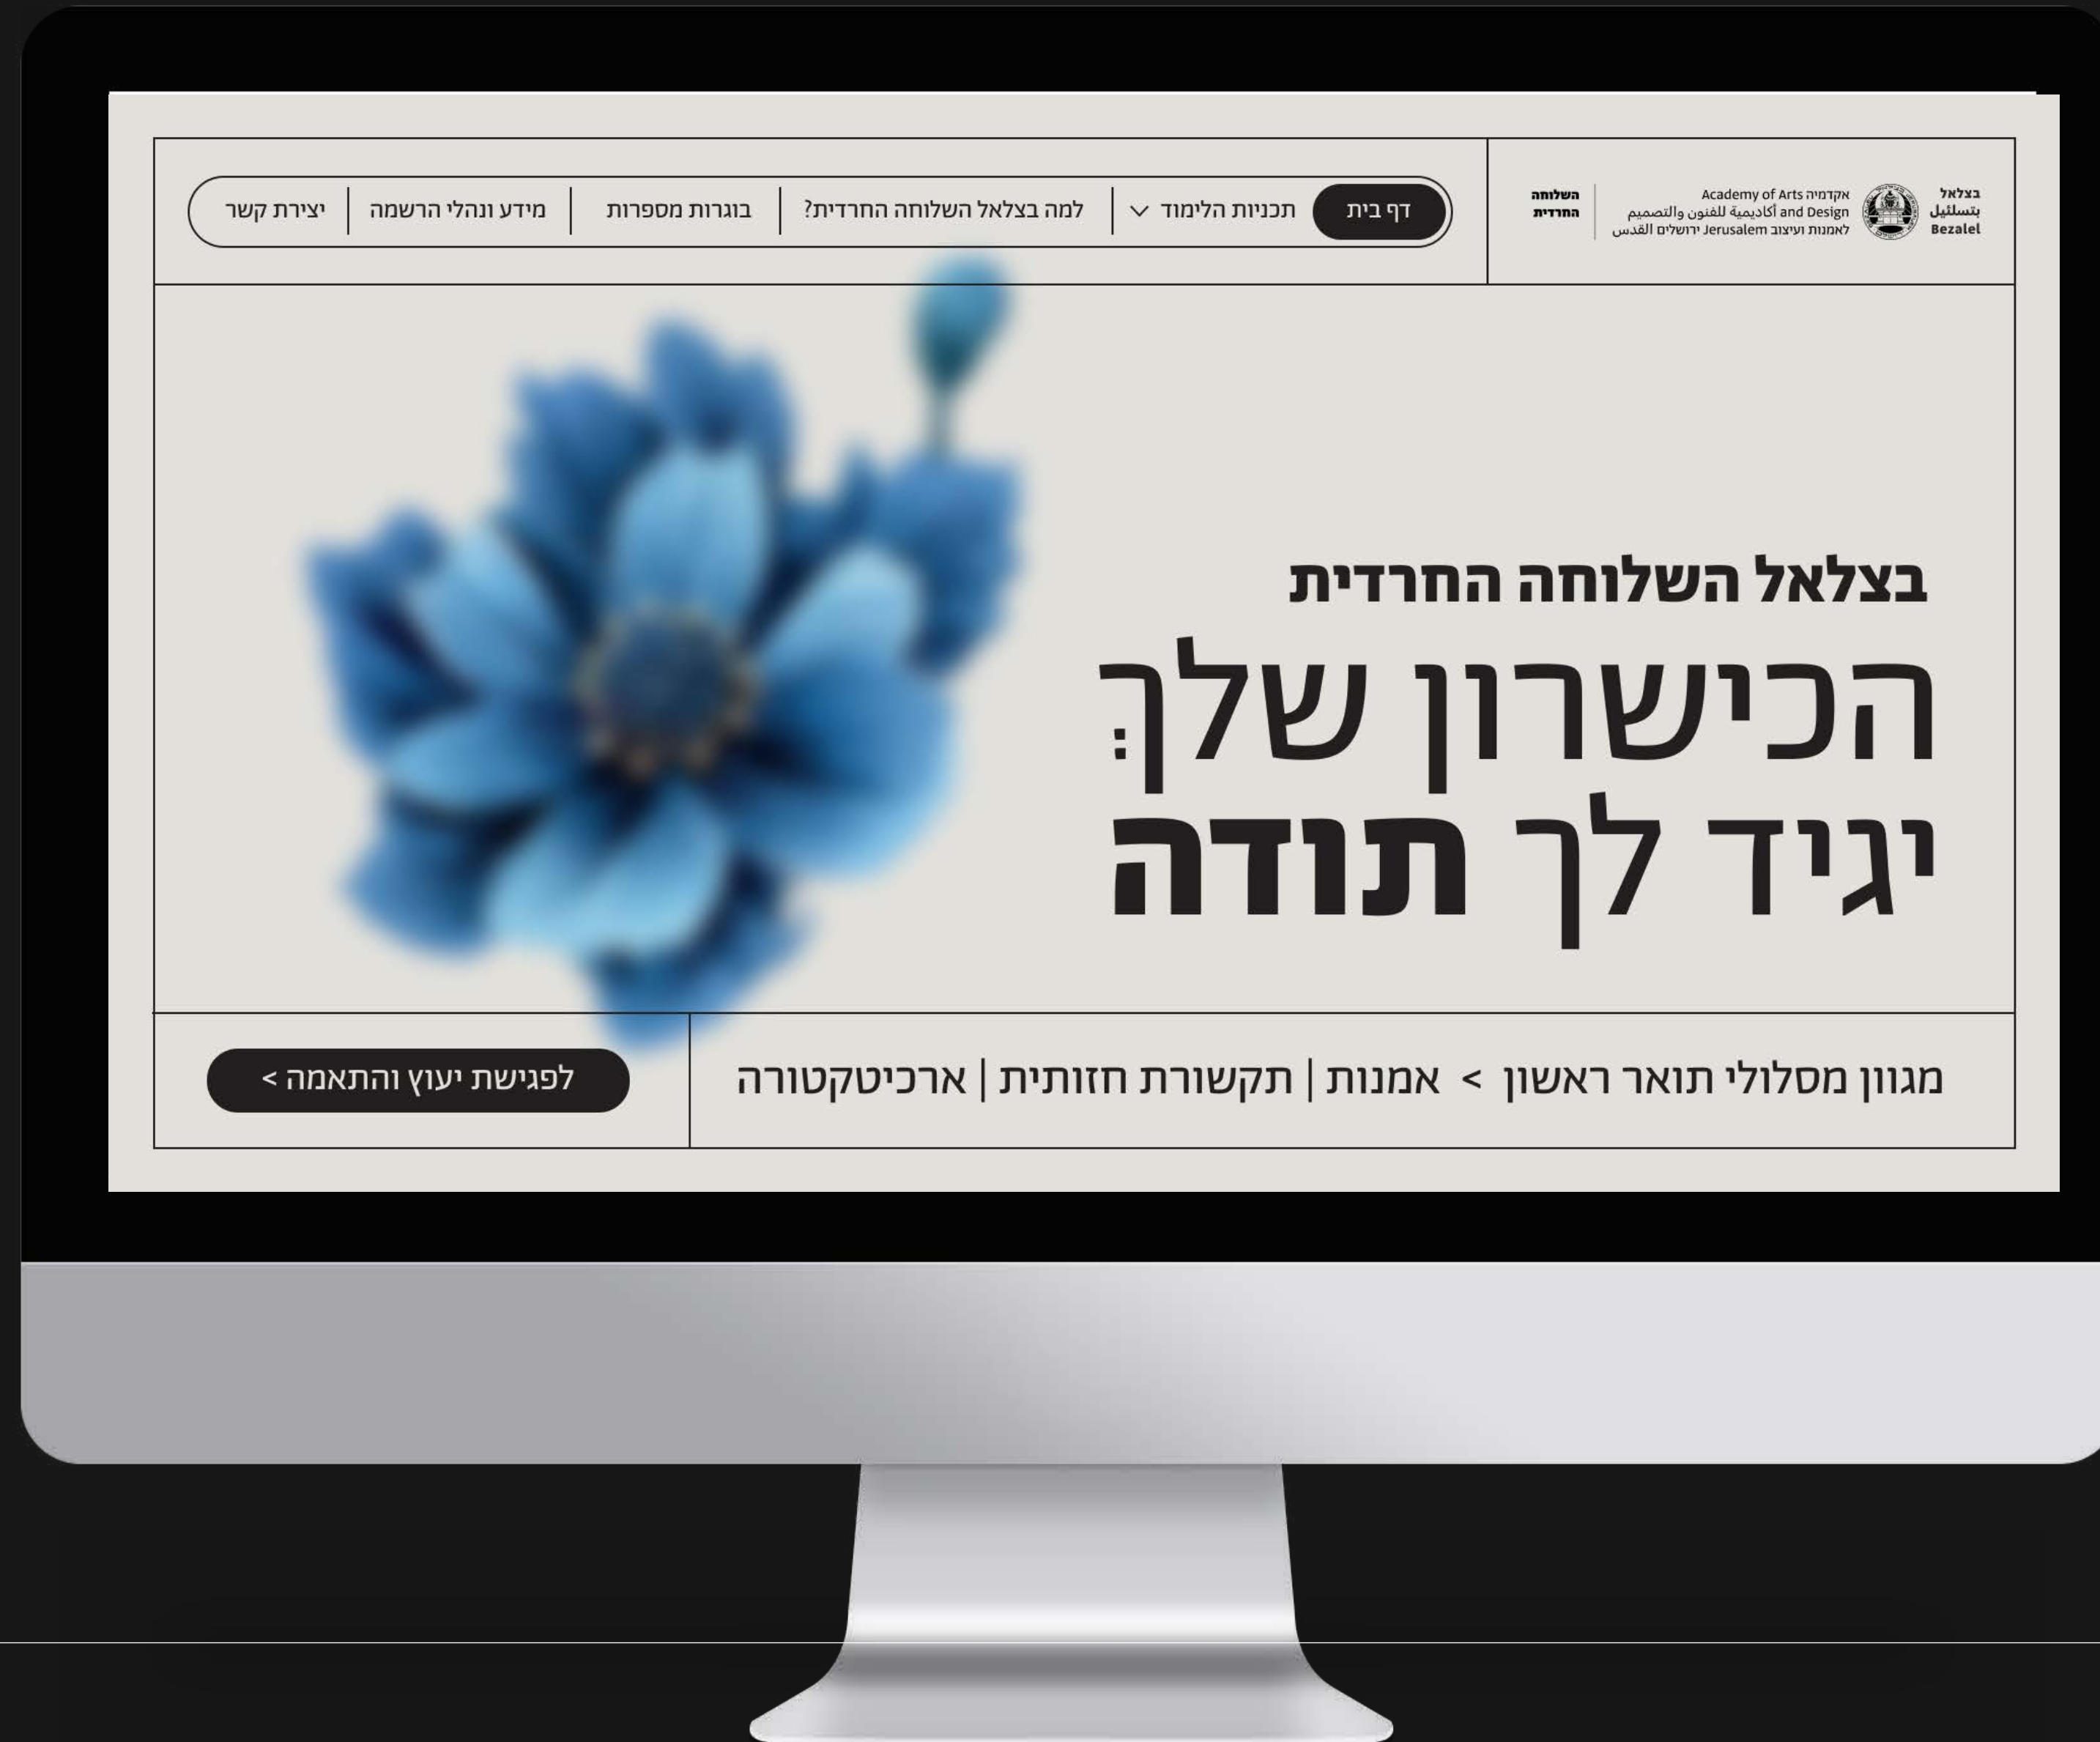 בצלאל
بتسلئيل
Bezalel
אקדמיה Academy of Arts
and Design أكاديمية للفنون والتصميم
לאמנות ועיצוב Jerusalem ירושלים القدس
השלוחה
החרדית
דף בית
תכניות הלימוד
למה בצלאל השלוחה החרדית?
בוגרות מספרות
מידע ונהלי הרשמה
יצירת קשר
בצלאל השלוחה החרדית
הכישרון שלךְ
יגיד לך תודה
מגוון מסלולי תואר ראשון > אמנות | תקשורת חזותית | ארכיטקטורה
לפגישת יעוץ והתאמה >